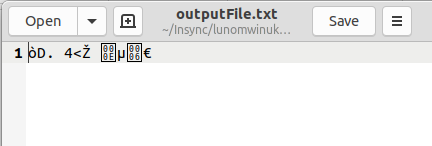 Open
outputFile.txt
~/Insync/lunomwinuk...
Save
1 òD. 4<Ž µ€